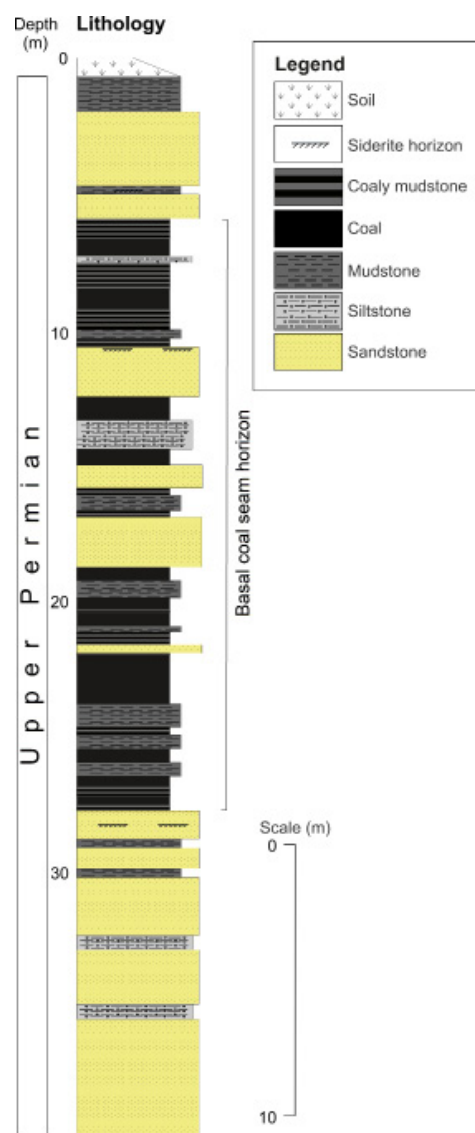 Depth
(m)
Lithology
0
10
20
30
Upper Permian
Basal coal seam horizon
Legend
Soil
Siderite horizon
Coaly mudstone
Coal
Mudstone
Siltstone
Sandstone
Scale (m)
0
10